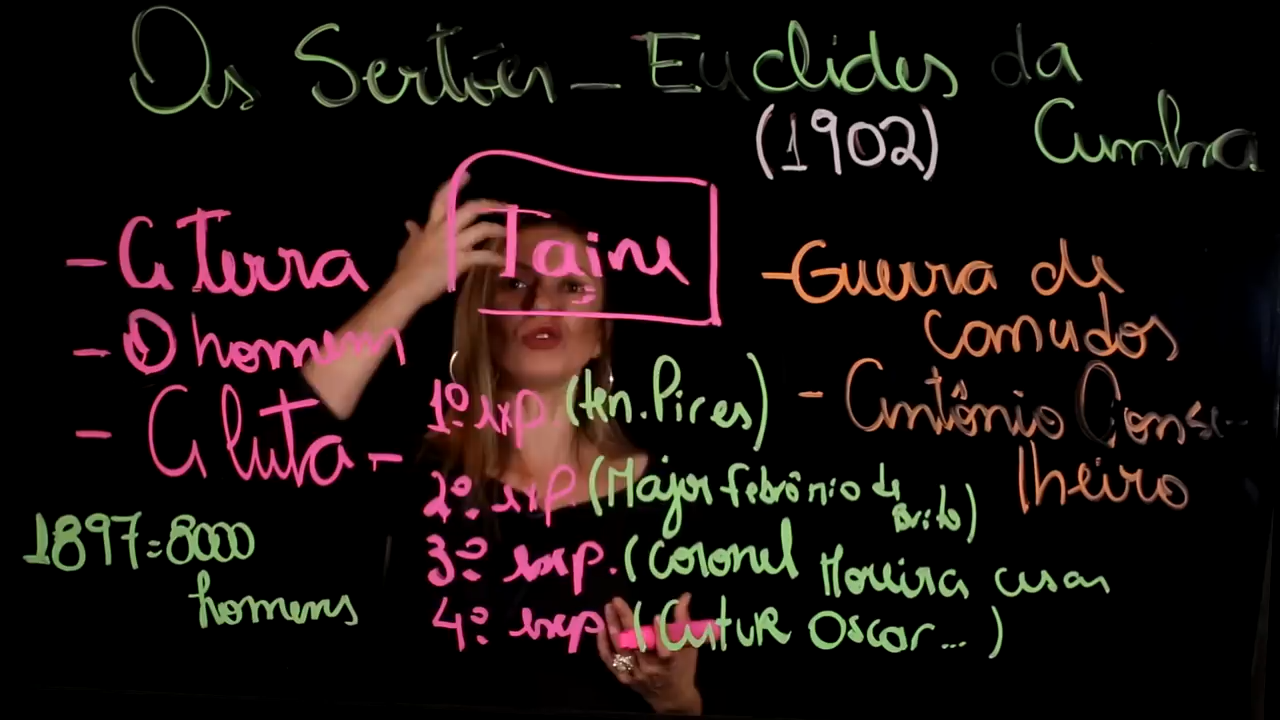 Os Sertões - Euclides da
Cunha
(1902)
Taine
- A Terra
- O homem
- A luta -
1º exp (ten. Pires)
2º exp (Major Febrônio de
Brito)
3º exp. (Coronel Moreira Cesar
4º exp (Artur Oscar...)
- Guerra de
Canudos
- Antônio Conse-
lheiro
1897 = 8000
homens